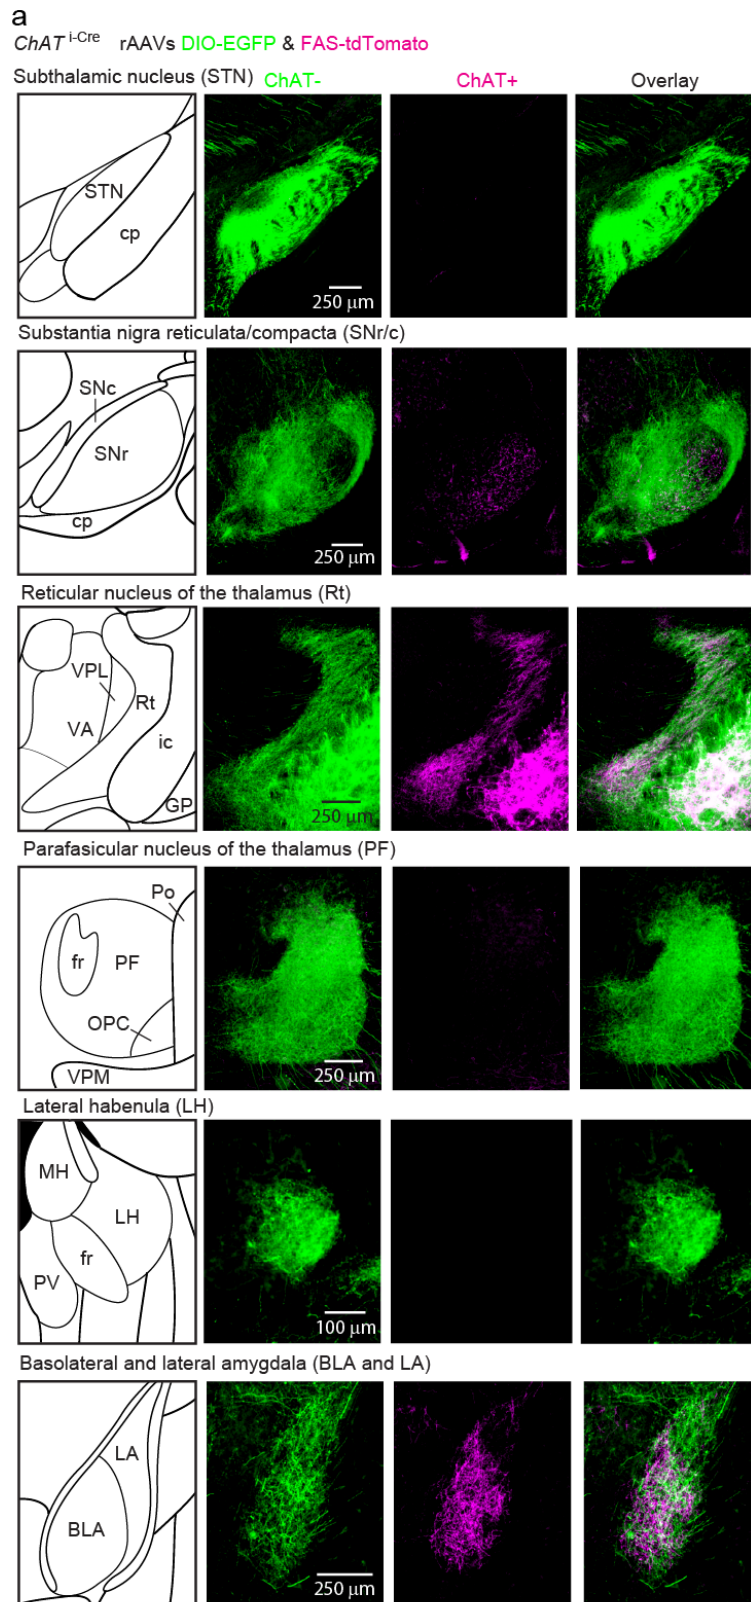 a
ChAT i-Cre rAAVs DIO-EGFP & FAS-tdTomato
Subthalamic nucleus (STN)
ChAT- ChAT+ Overlay
STN
cp
250 μm
Substantia nigra reticulata/compacta (SNr/c)
SNc
SNr
cp
250 μm
Reticular nucleus of the thalamus (Rt)
VPL
Rt
VA
ic
GP
250 μm
Parafasicular nucleus of the thalamus (PF)
Po
fr PF
OPC
VPM
250 μm
Lateral habenula (LH)
MH
LH
fr
PV
100 μm
Basolateral and lateral amygdala (BLA and LA)
LA
BLA
250 μm